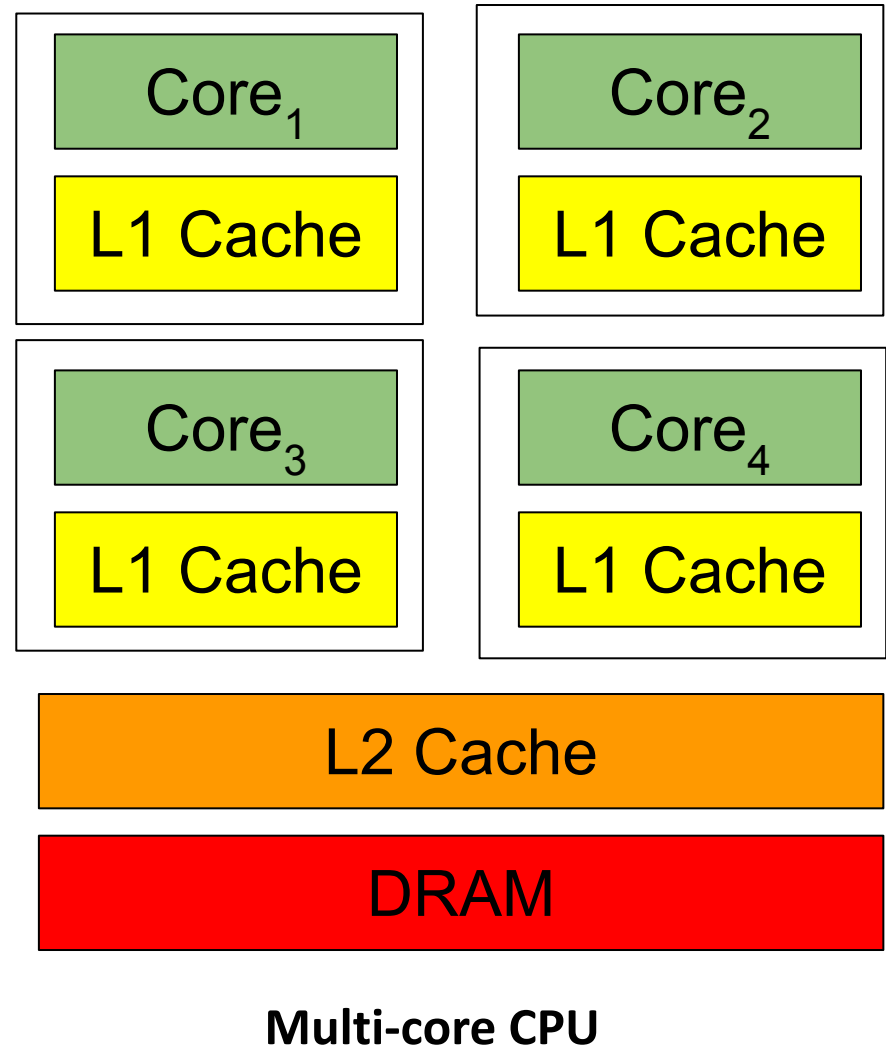 Core₁
Core₂
L1 Cache
L1 Cache
Core₃
Core₄
L1 Cache
L1 Cache
L2 Cache
DRAM
Multi-core CPU